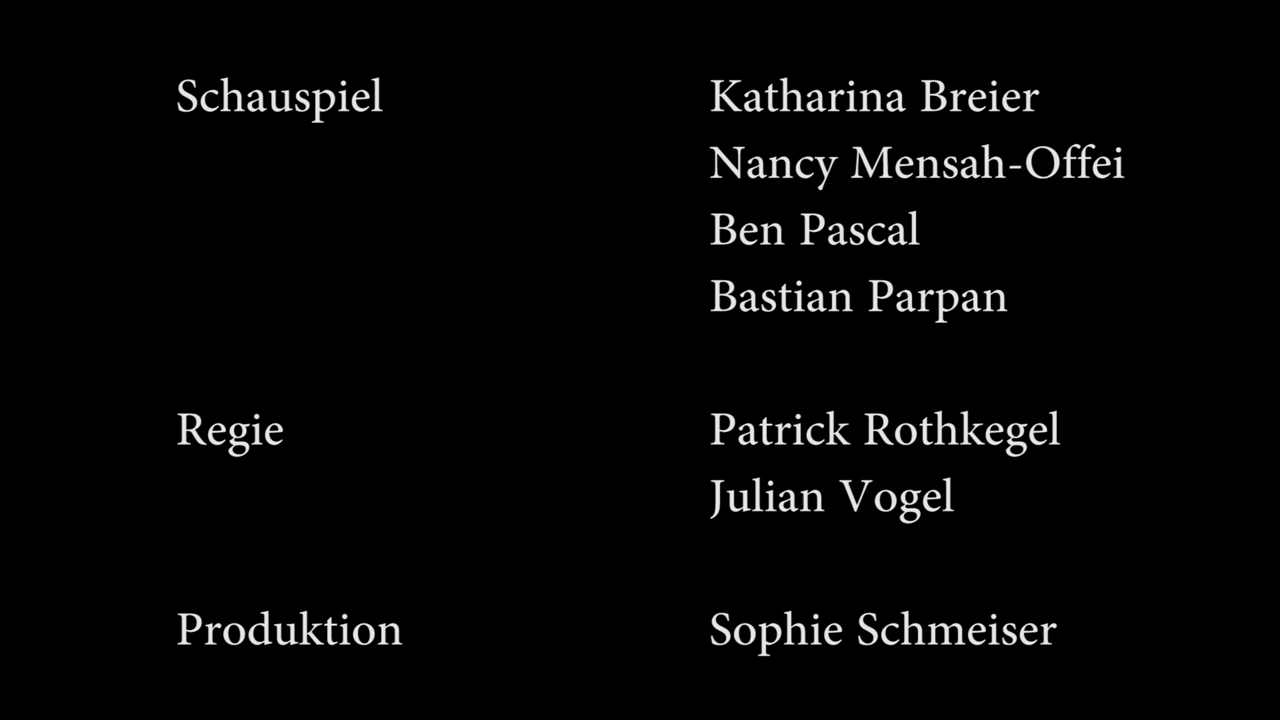 Schauspiel Katharina Breier
Nancy Mensah-Offei
Ben Pascal
Bastian Parpan
Regie Patrick Rothkegel
Julian Vogel
Produktion Sophie Schmeiser